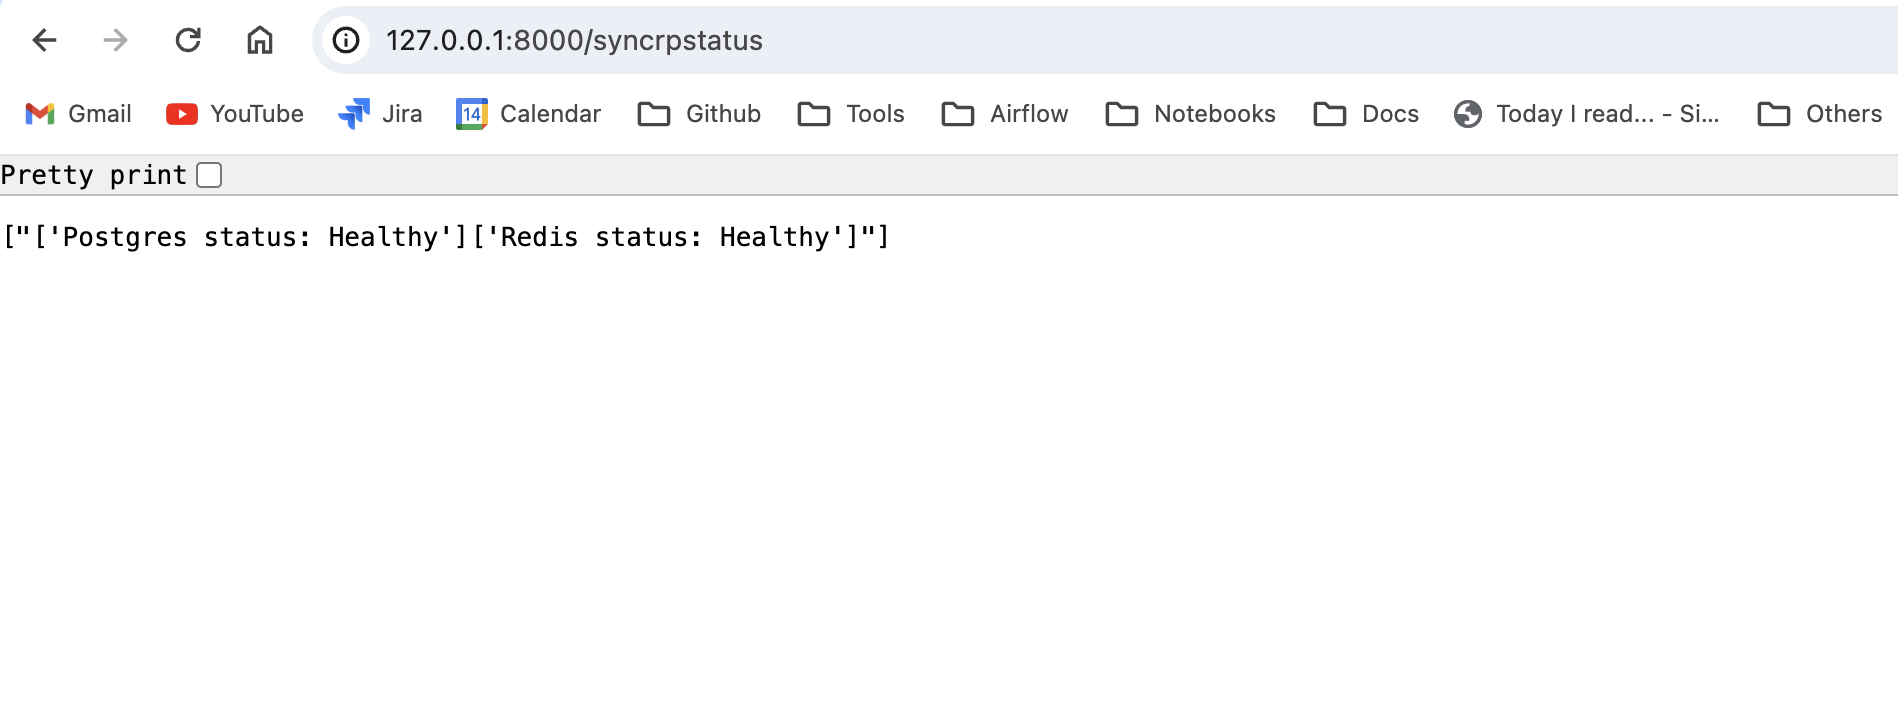 127.0.0.1:8000/syncrpstatus
Gmail YouTube Jira 14 Calendar Github Tools Airflow Notebooks Docs Today I read... - Si... Others
Pretty print
["['Postgres status: Healthy']['Redis status: Healthy']"]